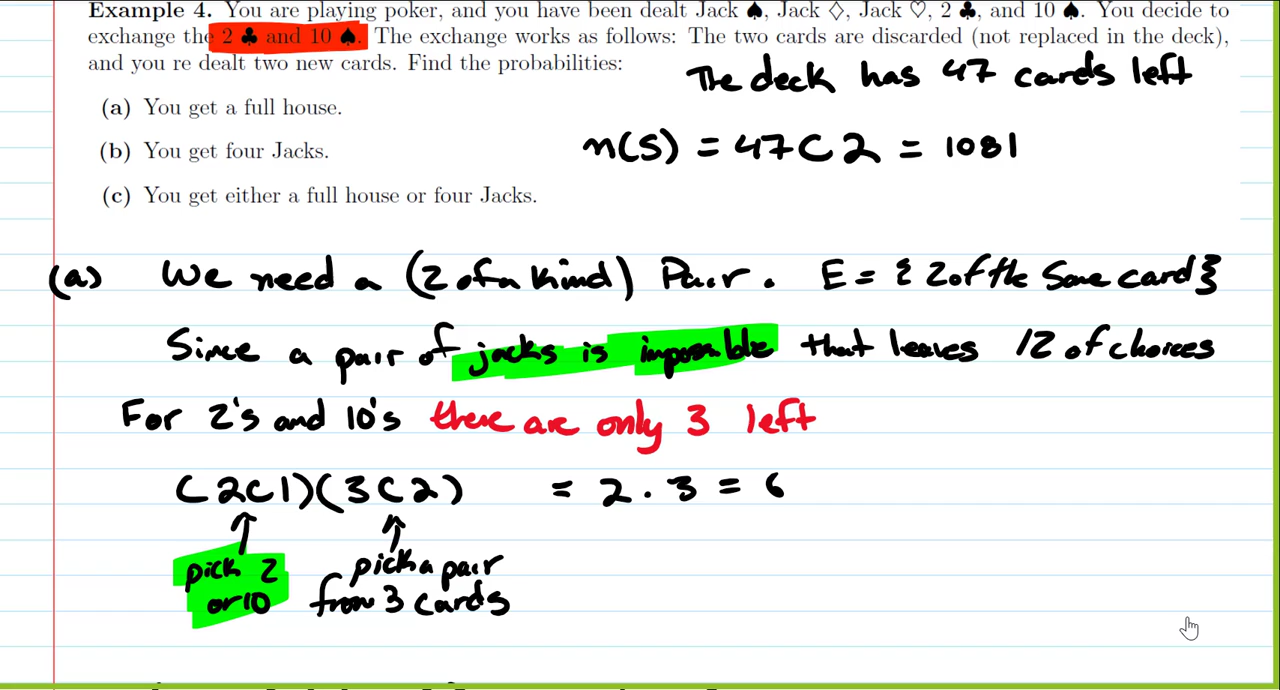 Example 4. You are playing poker, and you have been dealt Jack ♠, Jack ♢, Jack ♡, 2 ♣, and 10 ♠. You decide to
exchange the 2 ♣ and 10 ♠. The exchange works as follows: The two cards are discarded (not replaced in the deck),
and you re dealt two new cards. Find the probabilities:
The deck has 47 cards left
(a) You get a full house.
(b) You get four Jacks.
n(S) = 47C2 = 1081
(c) You get either a full house or four Jacks.
(a) We need a (2 of a kind) Pair. E = {2 of the Same card}
Since a pair of jacks is impossible that leaves 12 of choices
For 2's and 10's there are only 3 left
(2C1)(3C2) = 2 · 3 = 6
pick 2 or 10
pick a pair from 3 cards